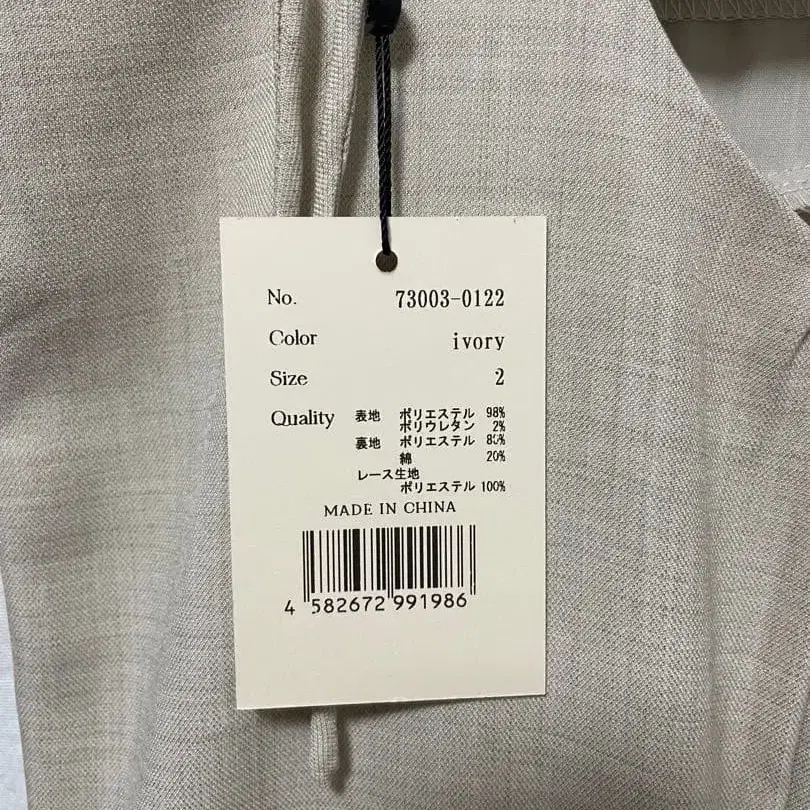 No. 73003-0122
Color ivory
Size 2
Quality 表地 ポリエステル 98%
ポリウレタン 2%
裏地 ポリエステル 80%
綿 20%
レース生地
ポリエステル 100%
MADE IN CHINA
4 582672 991986